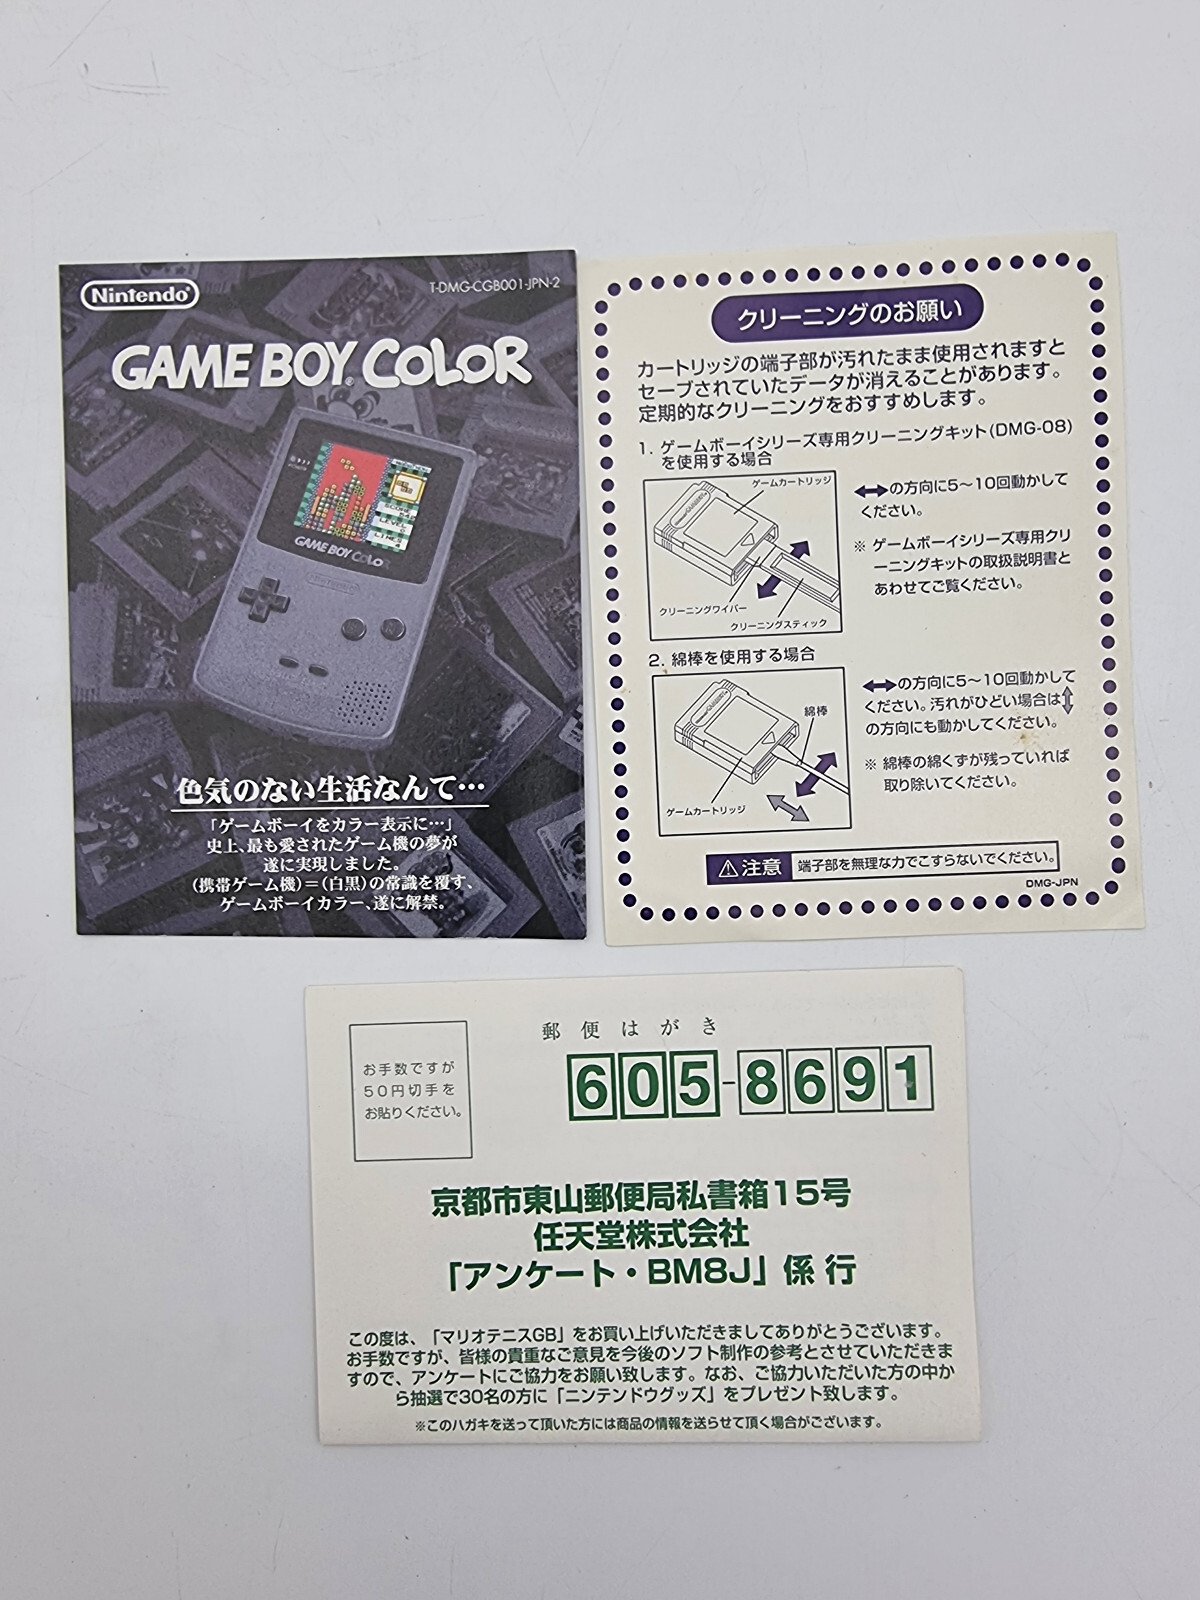 Nintendo®
T-DMG-CGB001-JPN-2
GAME BOY COLOR
GAME BOY COLO
Nintendo
色気のない生活なんて…
「ゲームボーイをカラー表示に…」
史上、最も愛されたゲーム機の夢が
遂に実現しました。
(携帯ゲーム機)=(白黒)の常識を覆す、
ゲームボーイカラー、遂に解禁。
クリーニングのお願い
カートリッジの端子部が汚れたまま使用されますと
セーブされていたデータが消えることがあります。
定期的なクリーニングをおすすめします。
1. ゲームボーイシリーズ専用クリーニングキット(DMG-08)
を使用する場合
ゲームカートリッジ
クリーニングワイパー
クリーニングスティック
↔の方向に5〜10回動かして
ください。
※ ゲームボーイシリーズ専用クリ
ーニングキットの取扱説明書と
あわせてご覧ください。
2. 綿棒を使用する場合
綿棒
ゲームカートリッジ
↔の方向に5〜10回動かして
ください。汚れがひどい場合は↕
の方向にも動かしてください。
※ 綿棒の綿くずが残っていれば
取り除いてください。
⚠注意 端子部を無理な力でこすらないでください。
DMG-JPN
郵便はがき
お手数ですが
50円切手を
お貼りください。
605-8691
京都市東山郵便局私書箱15号
任天堂株式会社
「アンケート・BM8J」係 行
この度は、「マリオテニスGB」をお買い上げいただきましてありがとうございます。
お手数ですが、皆様の貴重なご意見を今後のソフト制作の参考とさせていただきま
すので、アンケートにご協力をお願い致します。なお、ご協力いただいた方の中か
ら抽選で30名の方に「ニンテンドウグッズ」をプレゼント致します。
※このハガキを送って頂いた方には商品の情報を送らせて頂く場合がございます。